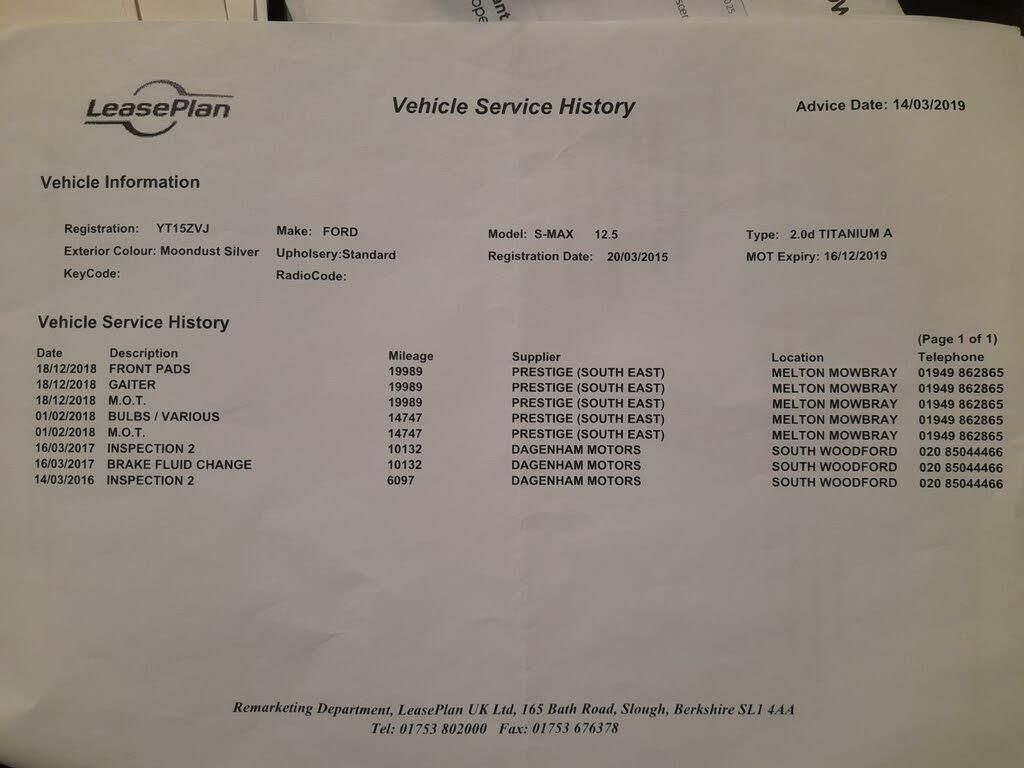 LeasePlan
Vehicle Service History
Advice Date: 14/03/2019
Vehicle Information
Registration: YT15ZVJ Make: FORD Model: S-MAX 12.5 Type: 2.0d TITANIUM A
Exterior Colour: Moondust Silver Upholsery:Standard Registration Date: 20/03/2015 MOT Expiry: 16/12/2019
KeyCode: RadioCode:
Vehicle Service History
(Page 1 of 1)
Date Description Mileage Supplier Location Telephone
18/12/2018 FRONT PADS 19989 PRESTIGE (SOUTH EAST) MELTON MOWBRAY 01949 862865
18/12/2018 GAITER 19989 PRESTIGE (SOUTH EAST) MELTON MOWBRAY 01949 862865
18/12/2018 M.O.T. 19989 PRESTIGE (SOUTH EAST) MELTON MOWBRAY 01949 862865
01/02/2018 BULBS / VARIOUS 14747 PRESTIGE (SOUTH EAST) MELTON MOWBRAY 01949 862865
01/02/2018 M.O.T. 14747 PRESTIGE (SOUTH EAST) MELTON MOWBRAY 01949 862865
16/03/2017 INSPECTION 2 10132 DAGENHAM MOTORS SOUTH WOODFORD 020 85044466
16/03/2017 BRAKE FLUID CHANGE 10132 DAGENHAM MOTORS SOUTH WOODFORD 020 85044466
14/03/2016 INSPECTION 2 6097 DAGENHAM MOTORS SOUTH WOODFORD 020 85044466
Remarketing Department, LeasePlan UK Ltd, 165 Bath Road, Slough, Berkshire SL1 4AA
Tel: 01753 802000 Fax: 01753 676378